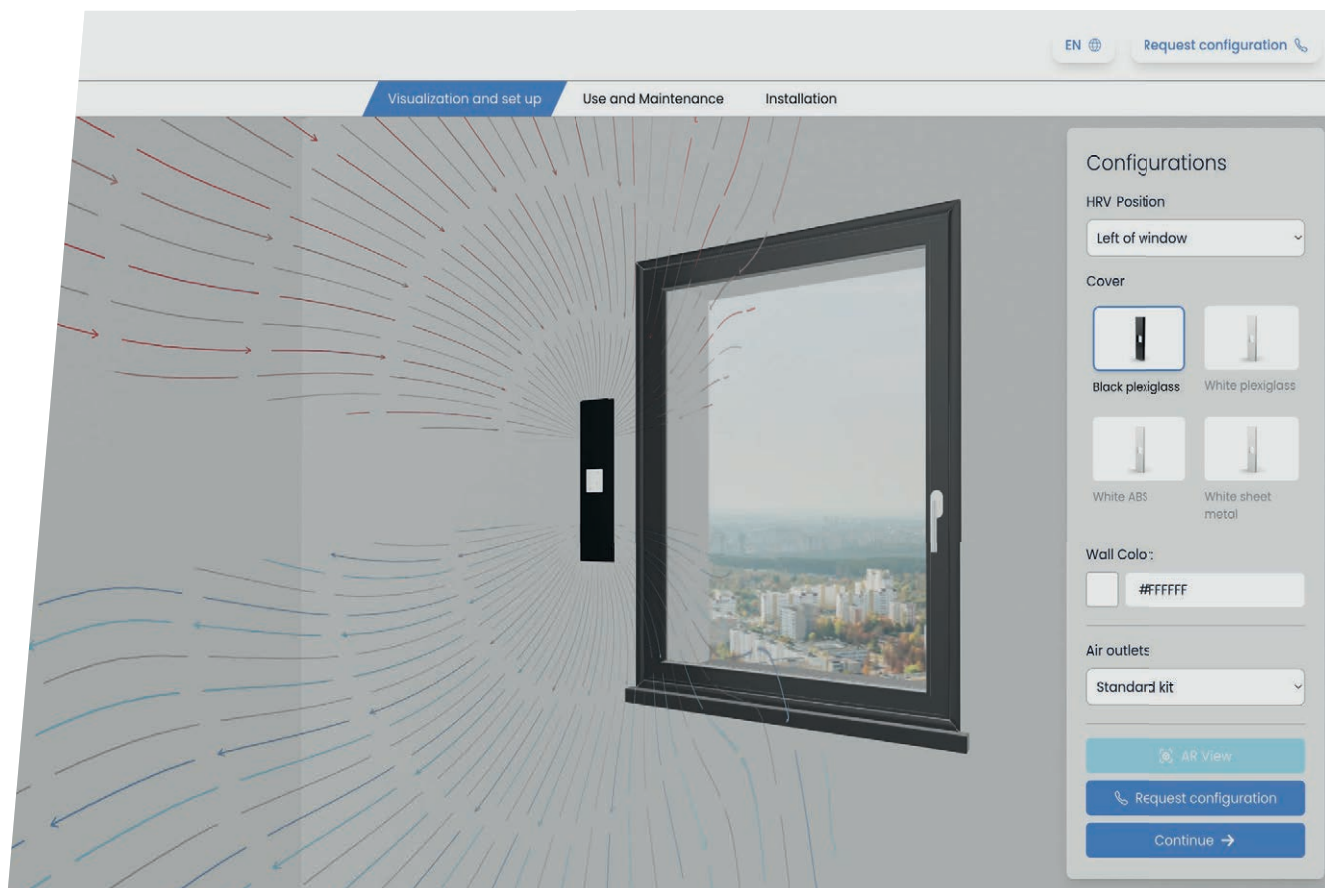 EN
Request configuration
Visualization and set up
Use and Maintenance
Installation
Configurations
HRV Position
Left of window
Cover
Black plexiglass
White plexiglass
White ABS
White sheet
metal
Wall Color:
#FFFFFF
Air outlets
Standard kit
AR View
Request configuration
Continue →